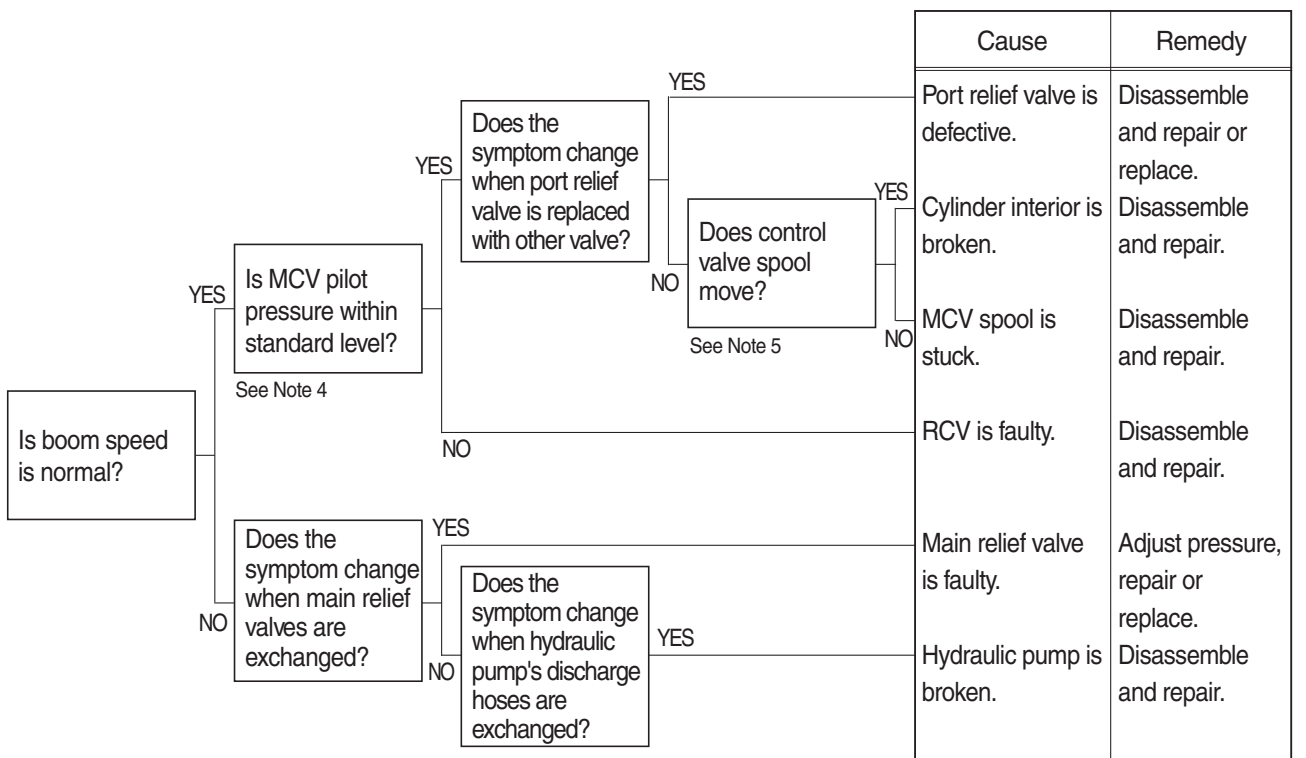 Is boom speed
is normal?
YES
NO
Is MCV pilot
pressure within
standard level?
See Note 4
YES
NO
Does the
symptom change
when port relief
valve is replaced
with other valve?
YES
NO
Does control
valve spool
move?
See Note 5
YES
NO
Does the
symptom change
when main relief
valves are
exchanged?
YES
NO
Does the
symptom change
when hydraulic
pump's discharge
hoses are
exchanged?
YES
Cause
Remedy
Port relief valve is
defective.
Disassemble
and repair or
replace.
Cylinder interior is
broken.
Disassemble
and repair.
MCV spool is
stuck.
Disassemble
and repair.
RCV is faulty.
Disassemble
and repair.
Main relief valve
is faulty.
Adjust pressure,
repair or
replace.
Hydraulic pump is
broken.
Disassemble
and repair.